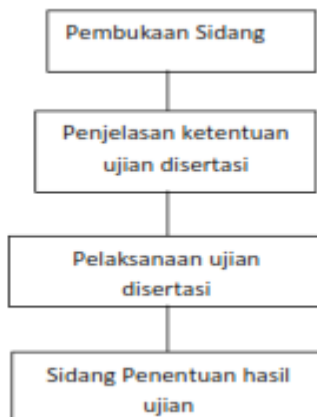 Pembukaan Sidang
Penjelasan ketentuan
ujian disertasi
Pelaksanaan ujian
disertasi
Sidang Penentuan hasil
ujian